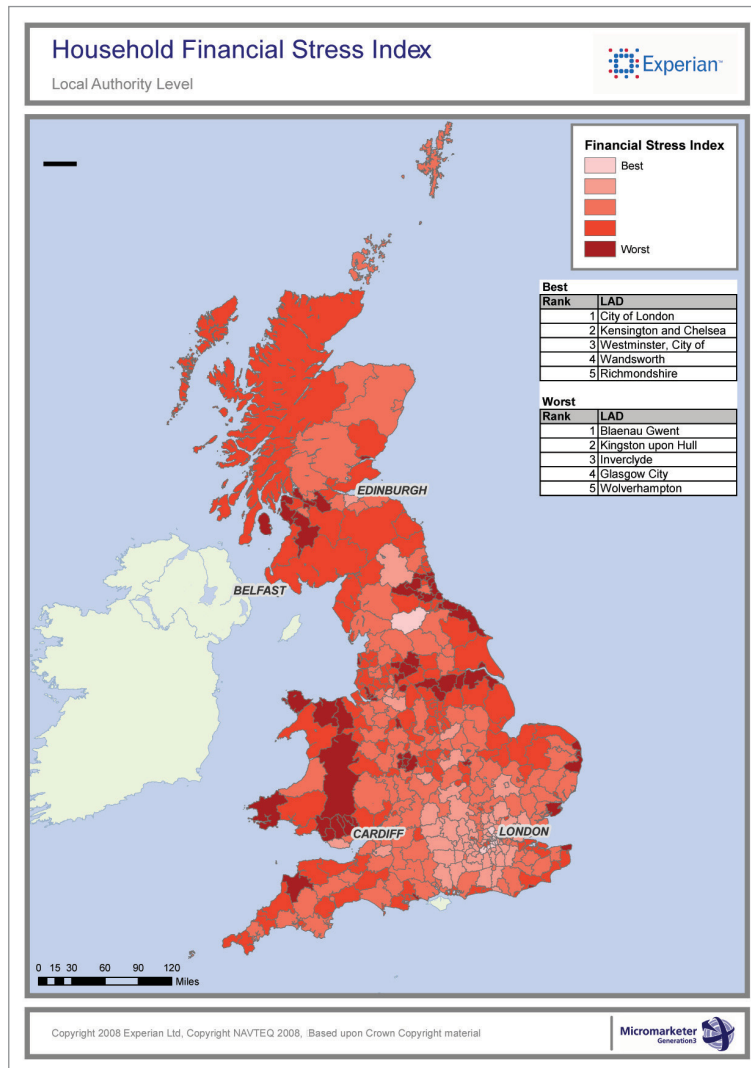 Household Financial Stress Index
Local Authority Level
Experian™
Financial Stress Index
Best
Worst
Best
Rank LAD
1 City of London
2 Kensington and Chelsea
3 Westminster, City of
4 Wandsworth
5 Richmondshire
Worst
Rank LAD
1 Blaenau Gwent
2 Kingston upon Hull
3 Inverclyde
4 Glasgow City
5 Wolverhampton
EDINBURGH
BELFAST
CARDIFF
LONDON
0 15 30 60 90 120
Miles
Copyright 2008 Experian Ltd, Copyright NAVTEQ 2008, Based upon Crown Copyright material
Micromarketer
Generation3